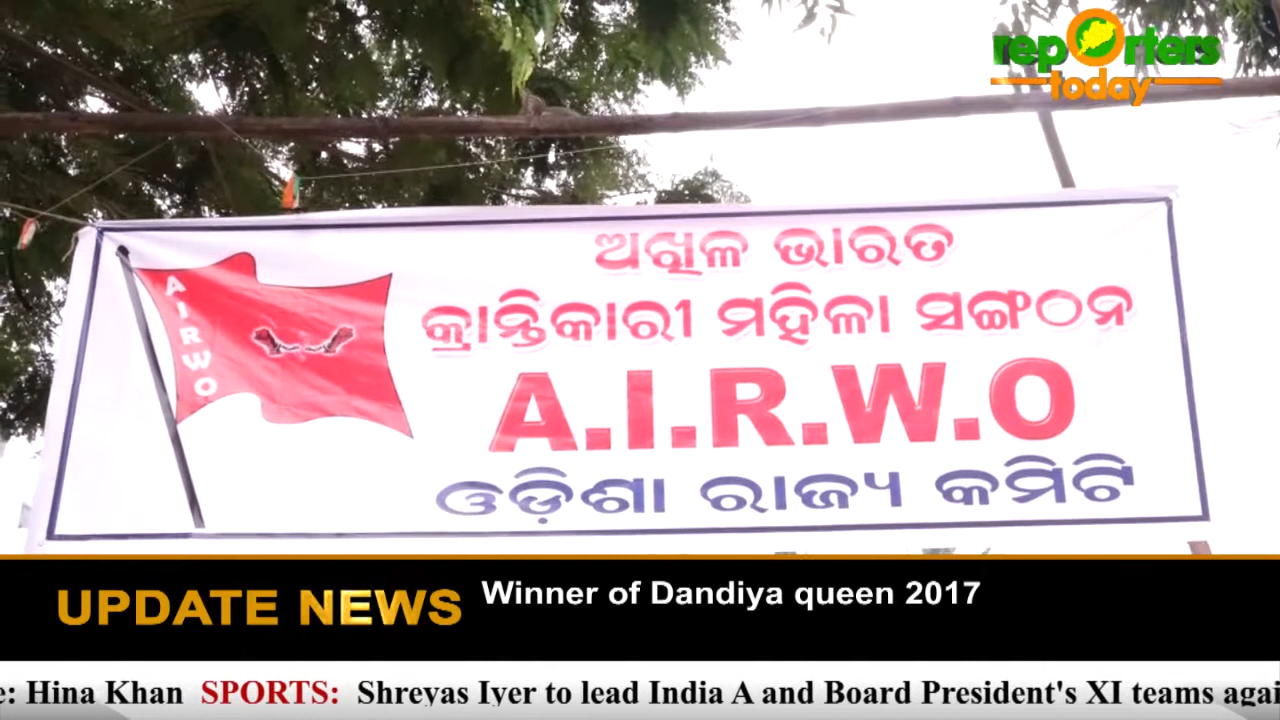 reporters
today
ଅଖିଳ ଭାରତ
କ୍ରାନ୍ତିକାରୀ ମହିଳା ସଙ୍ଗଠନ
A.I.R.W.O
ଓଡ଼ିଶା ରାଜ୍ୟ କମିଟି
AIRWO
UPDATE NEWS
Winner of Dandiya queen 2017
e: Hina Khan SPORTS: Shreyas Iyer to lead India A and Board President's XI teams agai